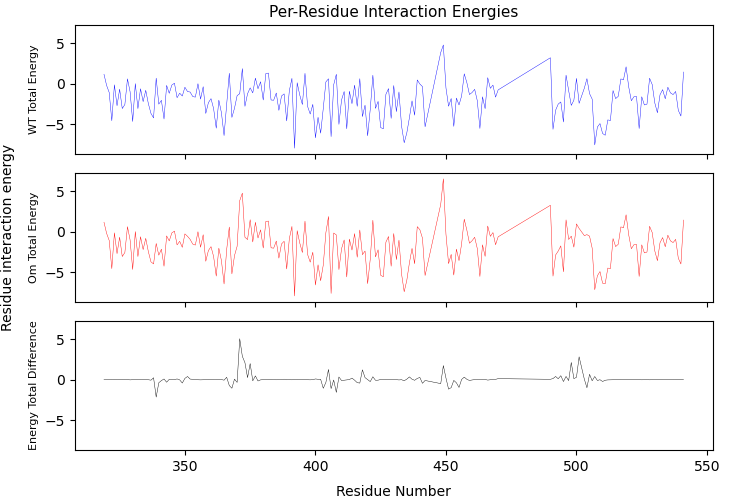 Per-Residue Interaction Energies
Residue interaction energy
WT Total Energy
5
0
−5
Om Total Energy
5
0
−5
Energy Total Difference
5
0
−5
350 400 450 500 550
Residue Number